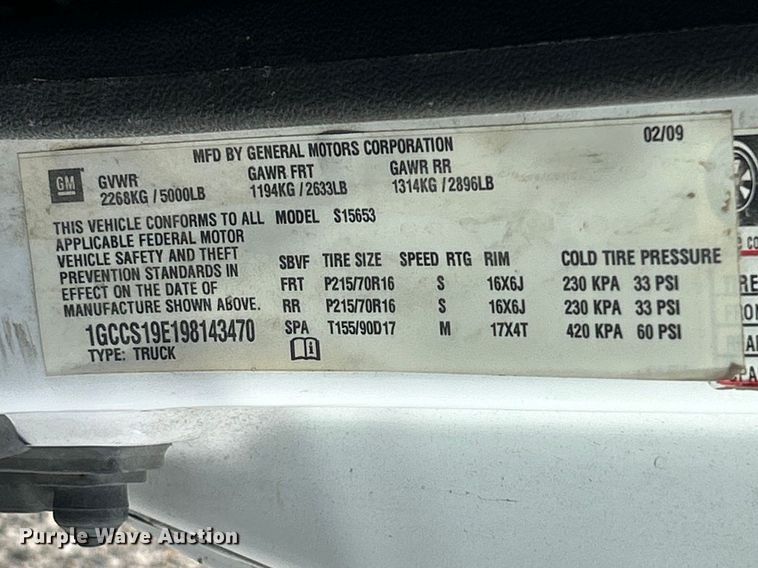 MFD BY GENERAL MOTORS CORPORATION 02/09
GM
GVWR GAWR FRT GAWR RR
2268KG / 5000LB 1194KG / 2633LB 1314KG / 2896LB
THIS VEHICLE CONFORMS TO ALL MODEL S15653
APPLICABLE FEDERAL MOTOR
VEHICLE SAFETY AND THEFT
PREVENTION STANDARDS IN
EFFECT ON THE DATE OF
MANUFACTURE SHOWN ABOVE.
SBVF TIRE SIZE SPEED RTG RIM COLD TIRE PRESSURE
FRT P215/70R16 S 16X6J 230 KPA 33 PSI
RR P215/70R16 S 16X6J 230 KPA 33 PSI
SPA T155/90D17 M 17X4T 420 KPA 60 PSI
1GCCS19E198143470
TYPE: TRUCK
Purple Wave Auction